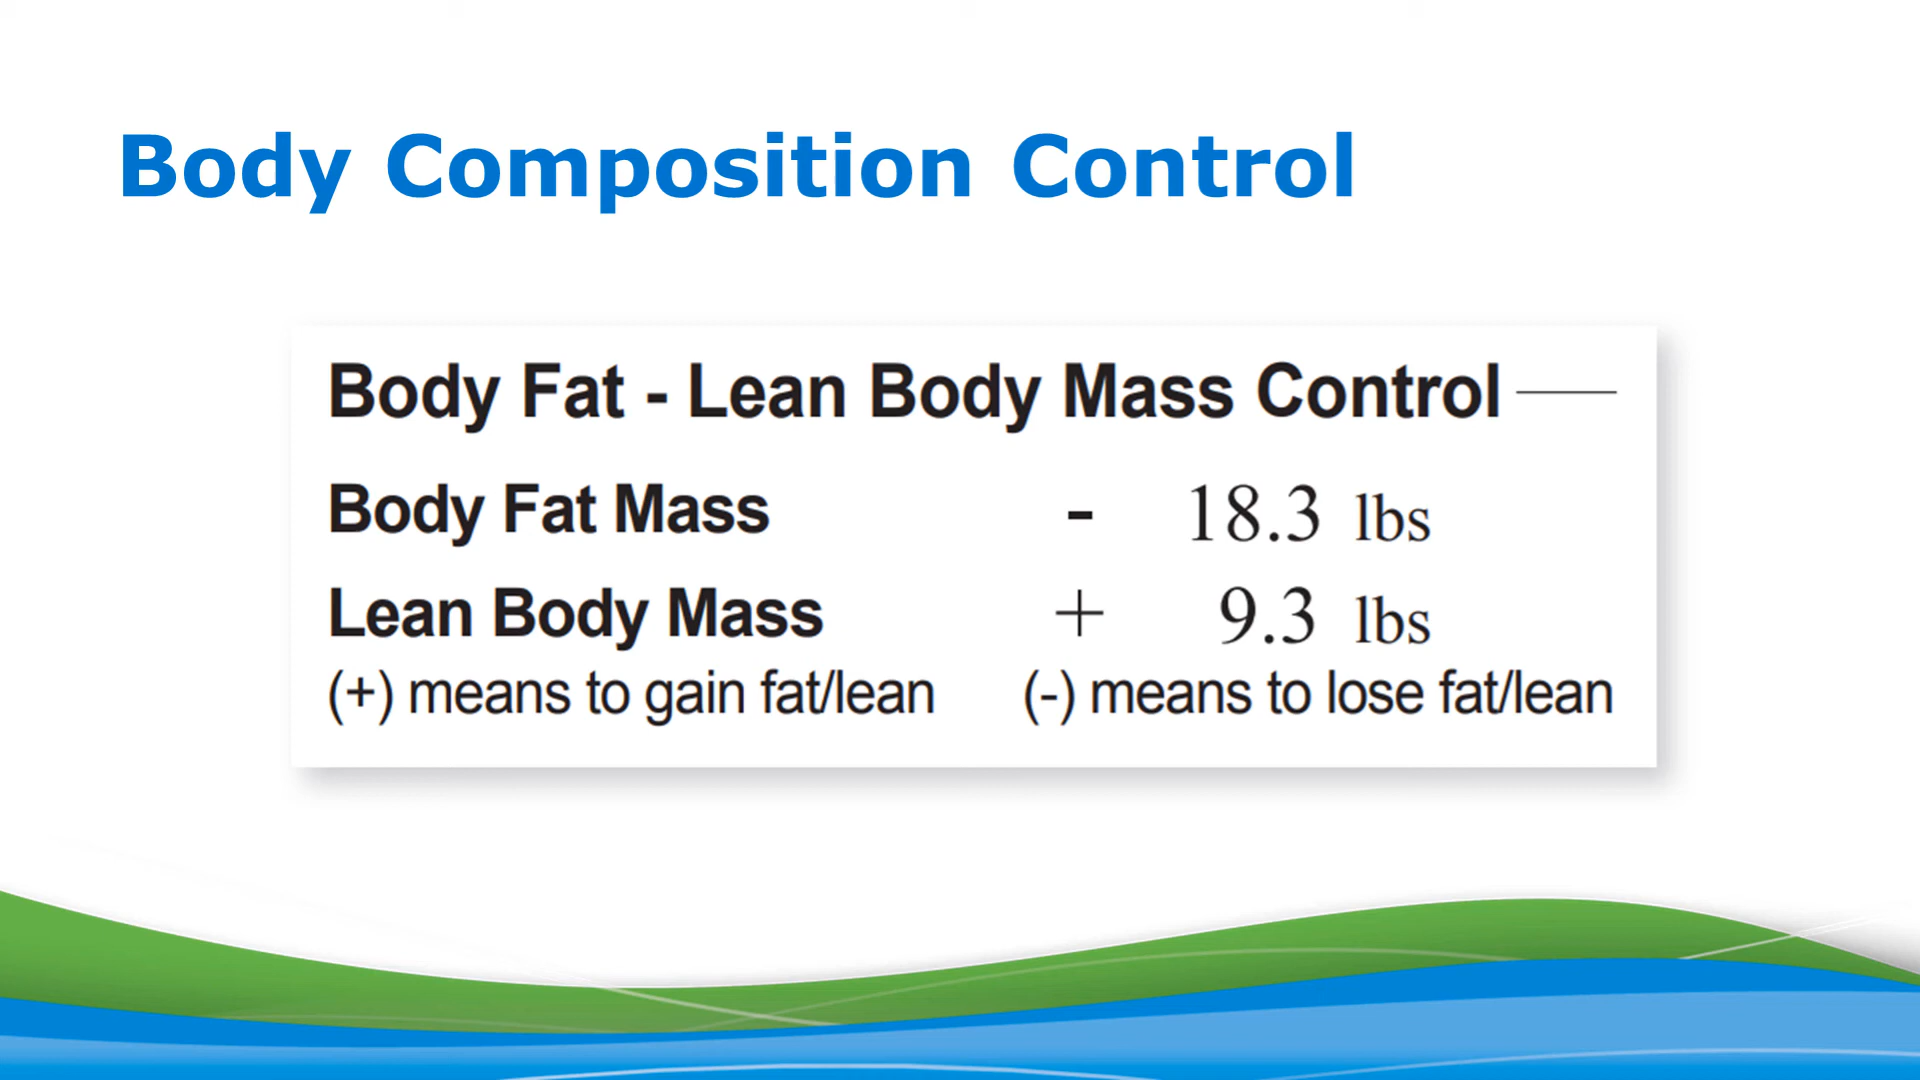 Body Composition Control
Body Fat - Lean Body Mass Control
Body Fat Mass - 18.3 lbs
Lean Body Mass + 9.3 lbs
(+) means to gain fat/lean (-) means to lose fat/lean